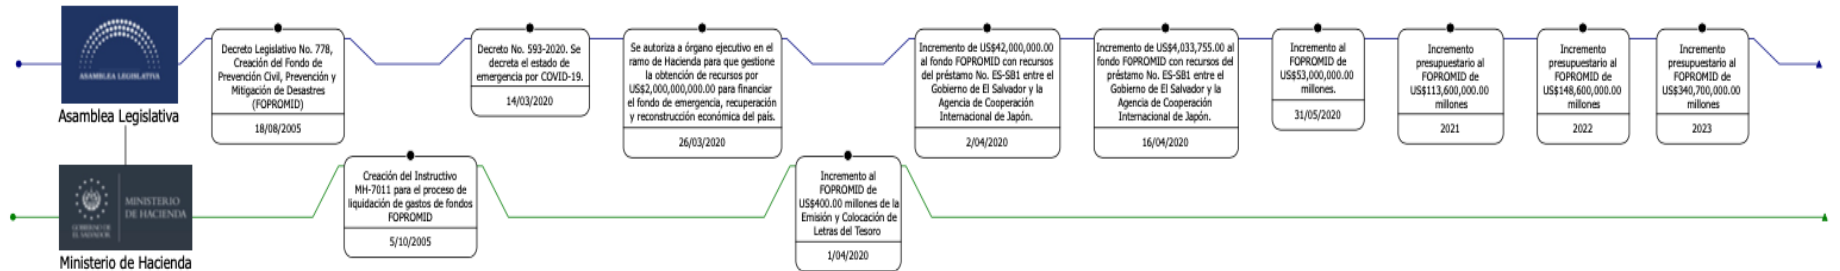 ASAMBLEA LEGISLATIVA
Asamblea Legislativa
Decreto Legislativo No. 778,
Creación del Fondo de
Prevención Civil, Prevención y
Mitigación de Desastres
(FOPROMID)
18/08/2005
Decreto No. 593-2020. Se
decreta el estado de
emergencia por COVID-19.
14/03/2020
Se autoriza a órgano ejecutivo en el
ramo de Hacienda para que gestione
la obtención de recursos por
US$2,000,000,000.00 para financiar
el fondo de emergencia, recuperación
y reconstrucción económica del país.
26/03/2020
Incremento de US$42,000,000.00
al fondo FOPROMID con recursos
del préstamo No. ES-SB1 entre el
Gobierno de El Salvador y la
Agencia de Cooperación
Internacional de Japón.
2/04/2020
Incremento de US$4,033,755.00 al
fondo FOPROMID con recursos del
préstamo No. ES-SB1 entre el
Gobierno de El Salvador y la
Agencia de Cooperación
Internacional de Japón.
16/04/2020
Incremento al
FOPROMID de
US$53,000,000.00
millones.
31/05/2020
Incremento
presupuestario al
FOPROMID de
US$113,600,000.00
millones
2021
Incremento
presupuestario al
FOPROMID de
US$148,600,000.00
millones
2022
Incremento
presupuestario al
FOPROMID de
US$340,700,000.00
millones
2023
MINISTERIO
DE HACIENDA
GOBIERNO DE
EL SALVADOR
Ministerio de Hacienda
Creación del Instructivo
MH-7011 para el proceso de
liquidación de gastos de fondos
FOPROMID
5/10/2005
Incremento al
FOPROMID de
US$400.00 millones de la
Emisión y Colocación de
Letras del Tesoro
1/04/2020